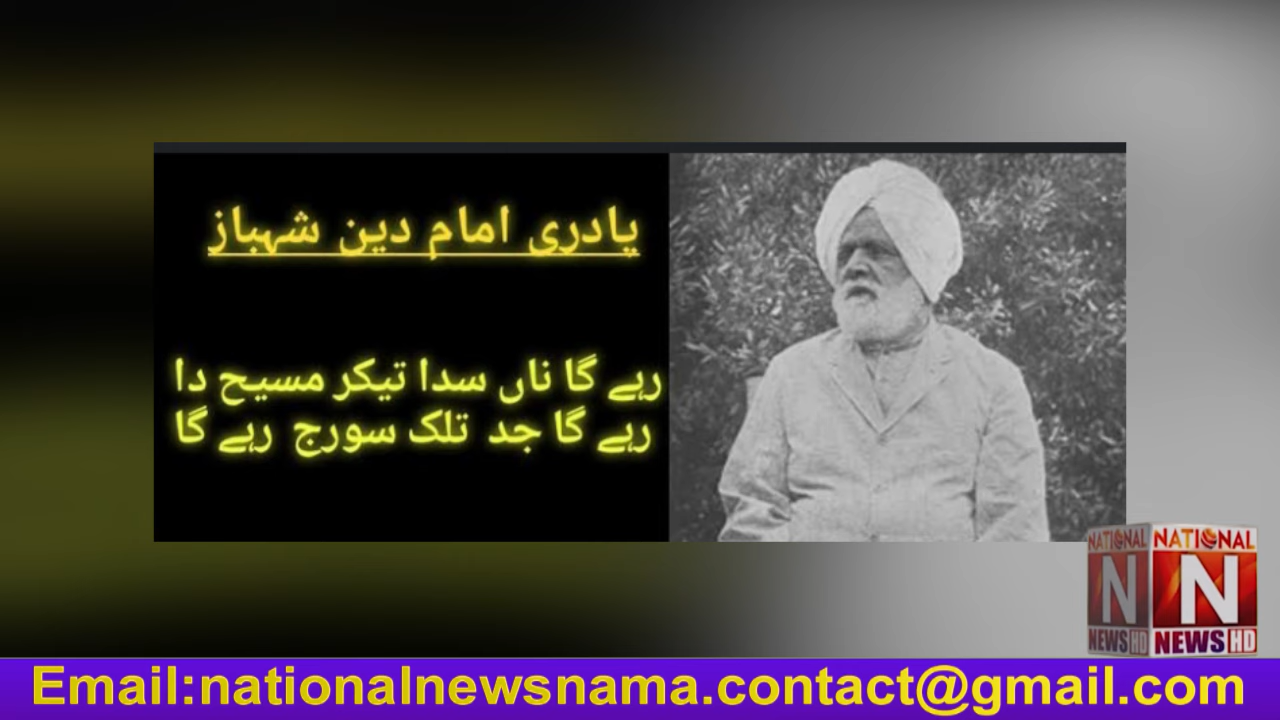 پادری امام دین شہباز
رہے گا ناں سدا تیکر مسیح دا
رہے گا جد تلک سورج رہے گا
NATIONAL
N
NEWS HD
NATIONAL
N
NEWS HD
Email:nationalnewsnama.contact@gmail.com